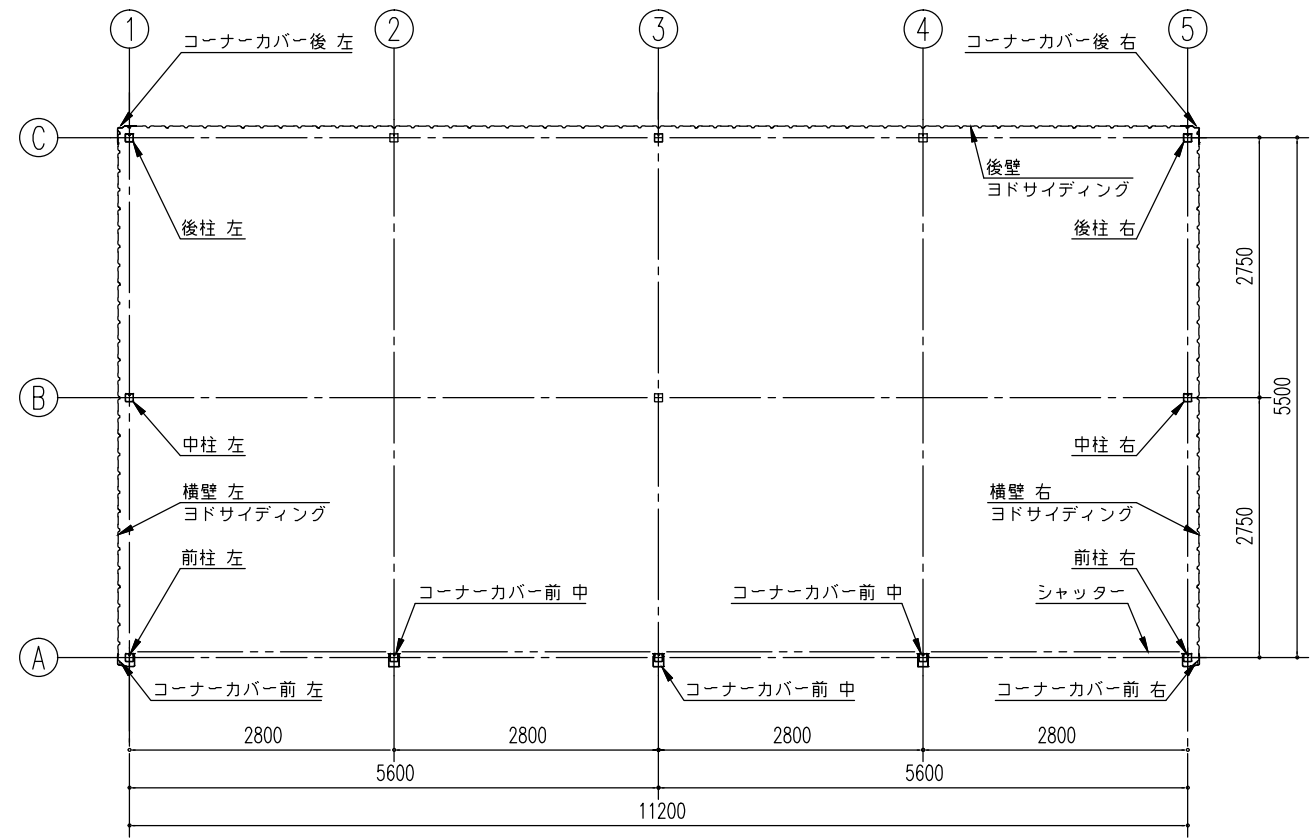 1
2
3
4
5
コーナーカバー後 左
コーナーカバー後 右
C
後壁
ヨドサイディング
後柱 左
後柱 右
2750
B
5500
中柱 左
中柱 右
横壁 左
ヨドサイディング
横壁 右
ヨドサイディング
2750
前柱 左
前柱 右
コーナーカバー前 中
コーナーカバー前 中
シャッター
A
コーナーカバー前 左
コーナーカバー前 中
コーナーカバー前 右
2800
2800
2800
2800
5600
5600
11200